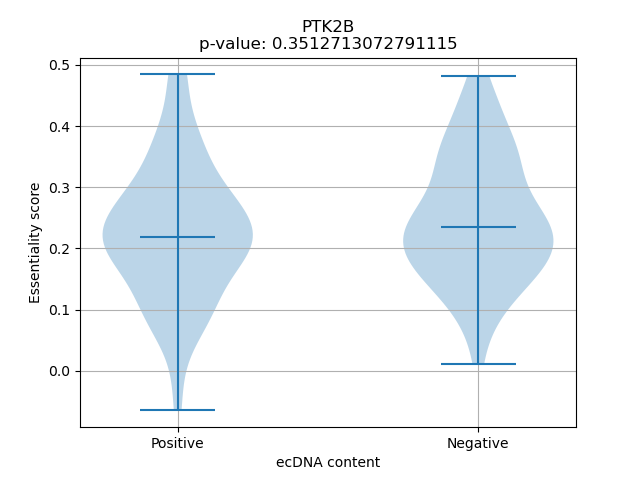 PTK2B
p-value: 0.3512713072791115
0.5
0.4
0.3
0.2
0.1
0.0
Essentiality score
Positive
Negative
ecDNA content